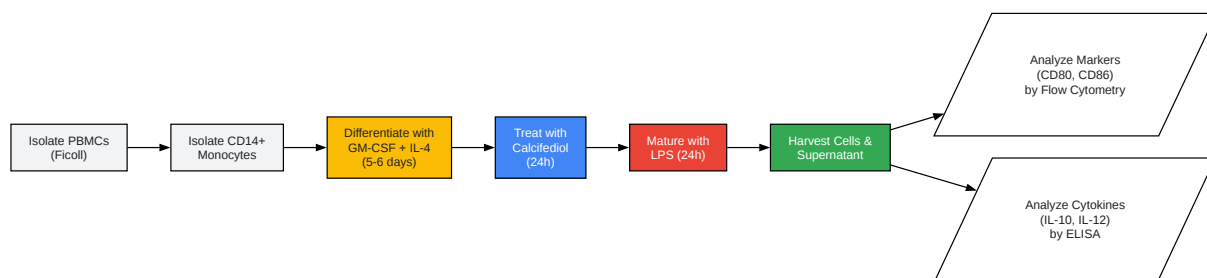 Isolate PBMCs
(Ficoll)
Isolate CD14+
Monocytes
Differentiate with
GM-CSF + IL-4
(5-6 days)
Treat with
Calcifediol
(24h)
Mature with
LPS (24h)
Harvest Cells &
Supernatant
Analyze Markers
(CD80, CD86)
by Flow Cytometry
Analyze Cytokines
(IL-10, IL-12)
by ELISA